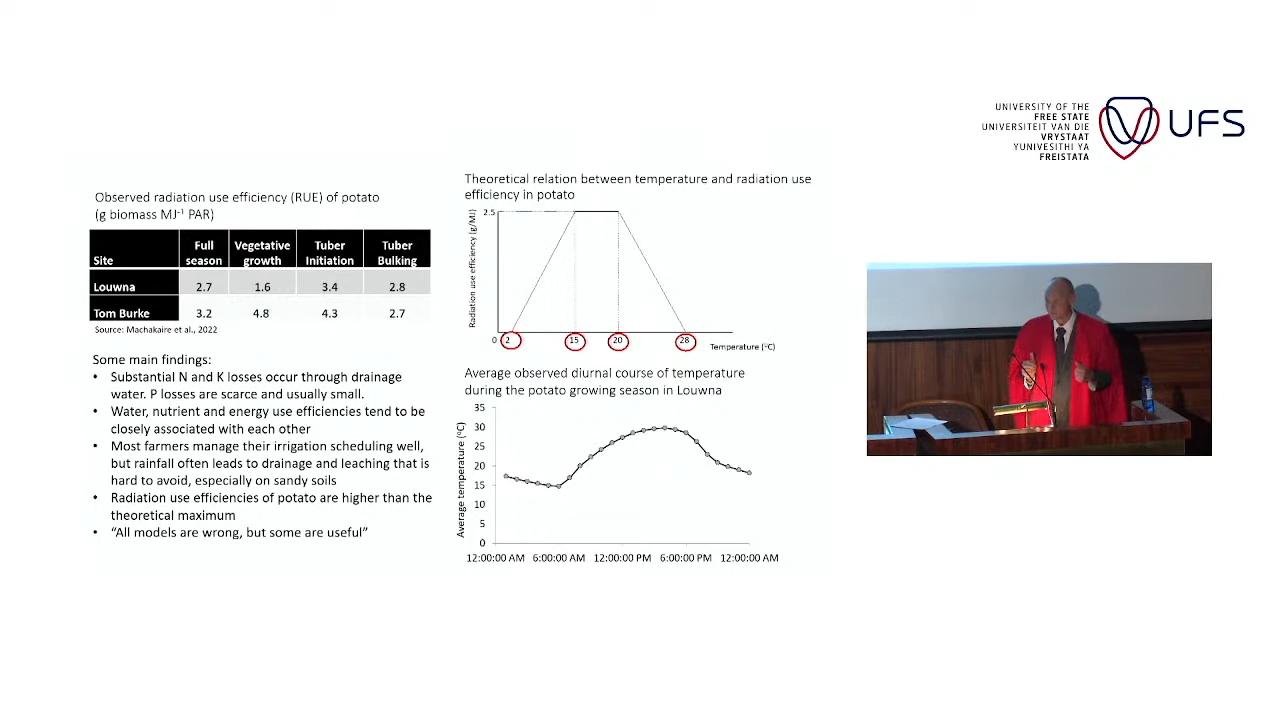 UNIVERSITY OF THE
FREE STATE
UNIVERSITEIT VAN DIE
VRYSTAAT
YUNIVESITHI YA
FREISTATA
UFS
Observed radiation use efficiency (RUE) of potato
(g biomass MJ⁻¹ PAR)
Site Full season Vegetative growth Tuber Initiation Tuber Bulking
Louwna 2.7 1.6 3.4 2.8
Tom Burke 3.2 4.8 4.3 2.7
Source: Machakaire et al., 2022
Some main findings:
• Substantial N and K losses occur through drainage
water. P losses are scarce and usually small.
• Water, nutrient and energy use efficiencies tend to be
closely associated with each other
• Most farmers manage their irrigation scheduling well,
but rainfall often leads to drainage and leaching that is
hard to avoid, especially on sandy soils
• Radiation use efficiencies of potato are higher than the
theoretical maximum
• “All models are wrong, but some are useful”
Theoretical relation between temperature and radiation use
efficiency in potato
Radiation use efficiency (g/MJ)
2.5
0 2 15 20 28
Temperature (°C)
Average observed diurnal course of temperature
during the potato growing season in Louwna
Average temperature (°C)
35
30
25
20
15
10
5
0
12:00:00 AM 6:00:00 AM 12:00:00 PM 6:00:00 PM 12:00:00 AM